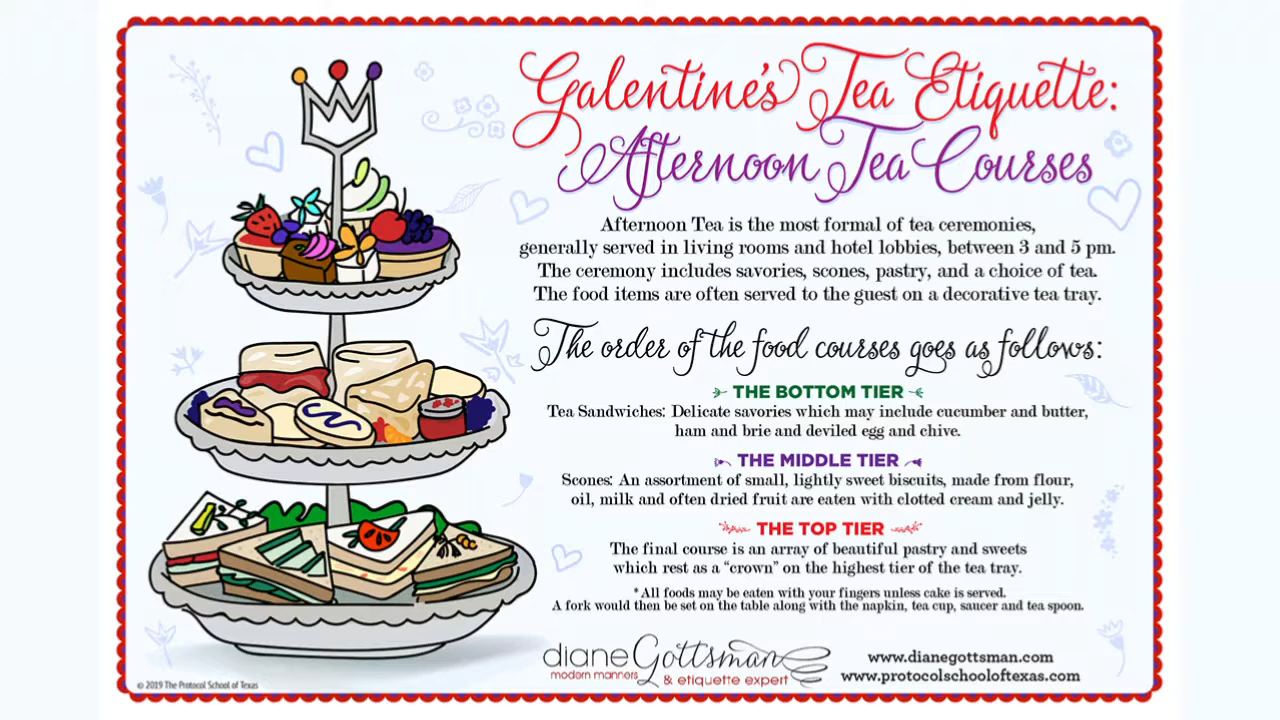 Galentine's Tea Etiquette:
Afternoon Tea Courses
Afternoon Tea is the most formal of tea ceremonies,
generally served in living rooms and hotel lobbies, between 3 and 5 pm.
The ceremony includes savories, scones, pastry, and a choice of tea.
The food items are often served to the guest on a decorative tea tray.
The order of the food courses goes as follows:
THE BOTTOM TIER
Tea Sandwiches: Delicate savories which may include cucumber and butter,
ham and brie and deviled egg and chive.
THE MIDDLE TIER
Scones: An assortment of small, lightly sweet biscuits, made from flour,
oil, milk and often dried fruit are eaten with clotted cream and jelly.
THE TOP TIER
The final course is an array of beautiful pastry and sweets
which rest as a “crown” on the highest tier of the tea tray.
*All foods may be eaten with your fingers unless cake is served.
A fork would then be set on the table along with the napkin, tea cup, saucer and tea spoon.
diane Gottsman
modern manners & etiquette expert
www.dianegottsman.com
www.protocolschooloftexas.com
© 2019 The Protocol School of Texas